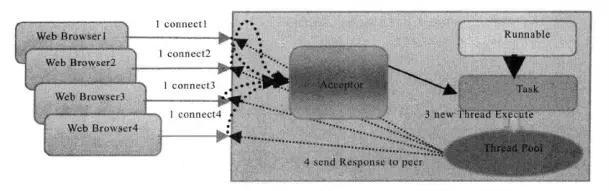 Web Browser1
1 connect1
Web Browser2
1 connect2
Web Browser3
1 connect3
Web Browser4
1 connect4
Acceptor
Runnable
Task
3 new Thread Execute
Thread Pool
4 send Response to pecr